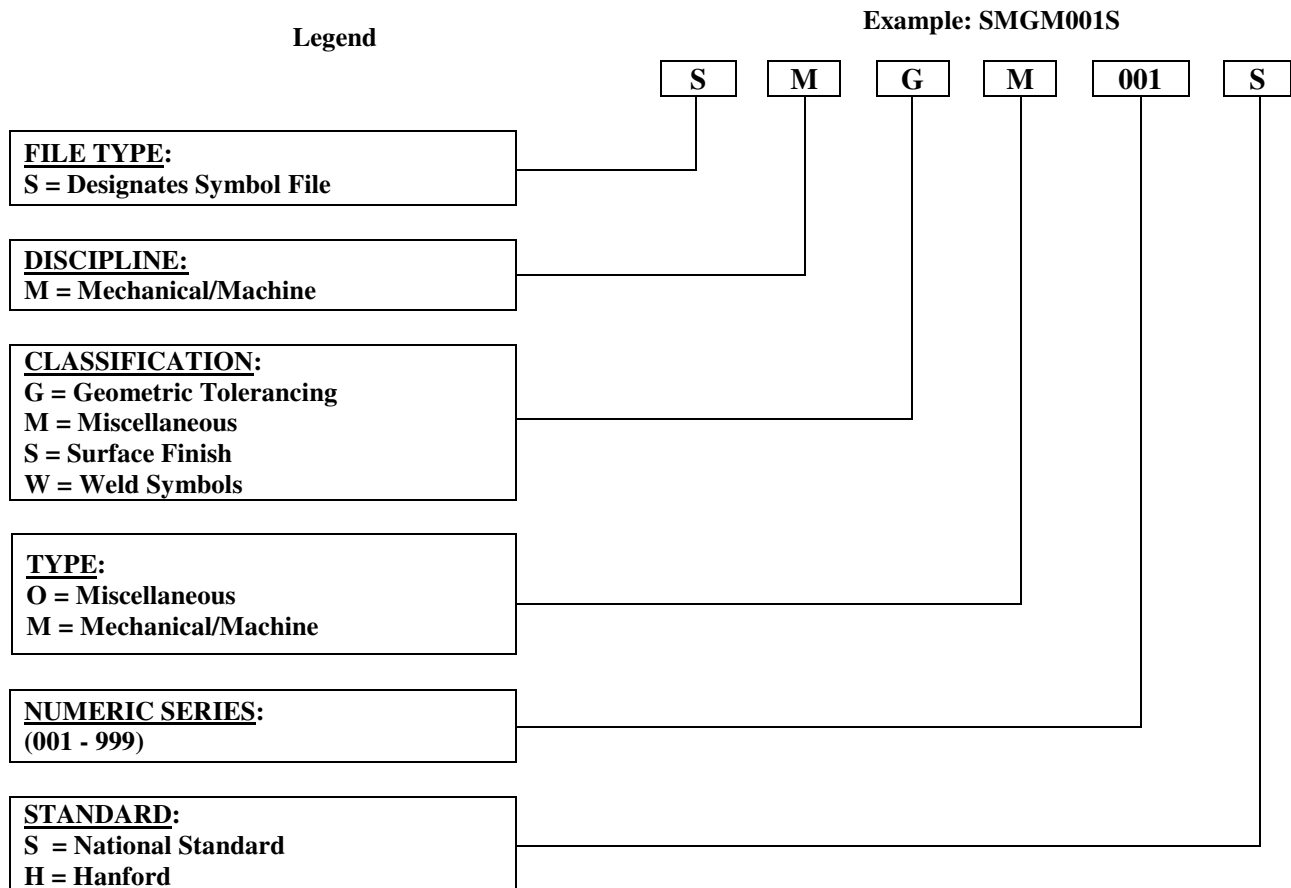 Example: SMGM001S
Legend
S M G M 001 S
FILE TYPE:
S = Designates Symbol File
DISCIPLINE:
M = Mechanical/Machine
CLASSIFICATION:
G = Geometric Tolerancing
M = Miscellaneous
S = Surface Finish
W = Weld Symbols
TYPE:
O = Miscellaneous
M = Mechanical/Machine
NUMERIC SERIES:
(001 - 999)
STANDARD:
S = National Standard
H = Hanford